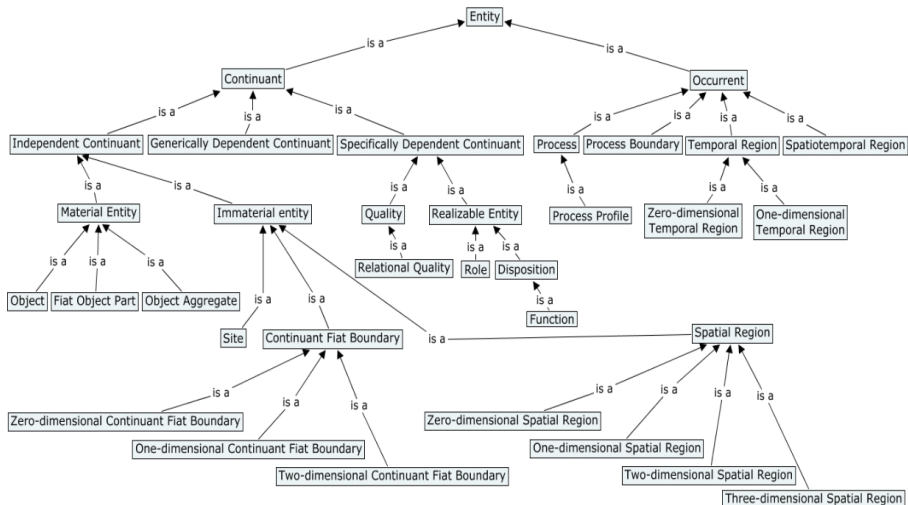 Entity
is a
is a
Continuant
Occurrent
is a
is a
is a
is a
is a
is a
is a
Independent Continuant
Generically Dependent Continuant
Specifically Dependent Continuant
Process
Process Boundary
Temporal Region
Spatiotemporal Region
is a
is a
is a
is a
is a
is a
is a
Material Entity
Immaterial entity
Quality
Realizable Entity
Process Profile
Zero-dimensional
Temporal Region
One-dimensional
Temporal Region
is a
is a
is a
is a
is a
is a
Relational Quality
Role
Disposition
Object
Fiat Object Part
Object Aggregate
is a
is a
is a
Function
Site
Continuant Fiat Boundary
is a
Spatial Region
is a
is a
is a
is a
is a
is a
is a
Zero-dimensional Continuant Fiat Boundary
Zero-dimensional Spatial Region
One-dimensional Continuant Fiat Boundary
One-dimensional Spatial Region
Two-dimensional Continuant Fiat Boundary
Two-dimensional Spatial Region
Three-dimensional Spatial Region